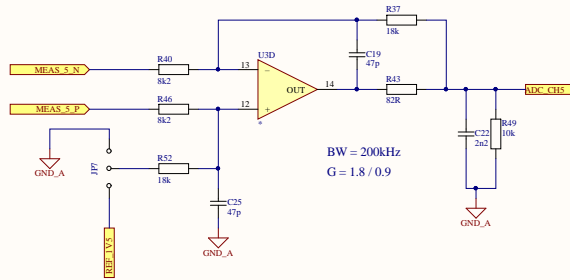 R37
18k
C19
47p
R40
8k2
U3D
MEAS_5_N
13
14
OUT
R43
82R
ADC_CH5
R46
8k2
MEAS_5_P
12
*
R49
10k
C22
2n2
GND_A
JP7
R52
18k
BW = 200kHz
G = 1.8 / 0.9
C25
47p
GND_A
GND_A
REF_1V5